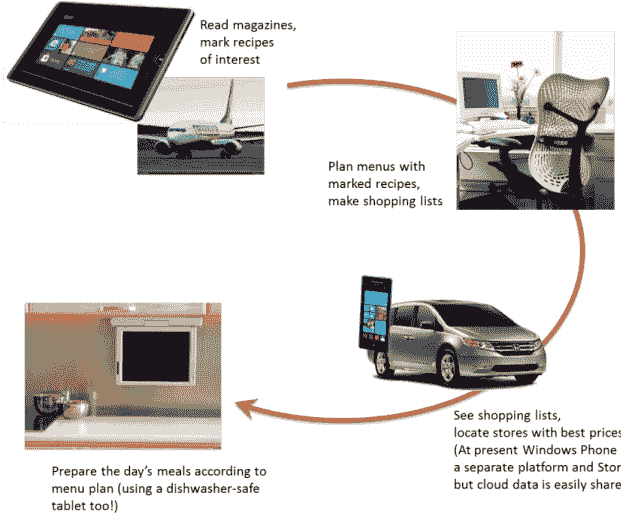 Read magazines,
mark recipes
of interest
Plan menus with
marked recipes,
make shopping lists
See shopping lists,
locate stores with best prices
(At present Windows Phone
a separate platform and Stor
but cloud data is easily share
Prepare the day's meals according to
menu plan (using a dishwasher-safe
tablet too!)